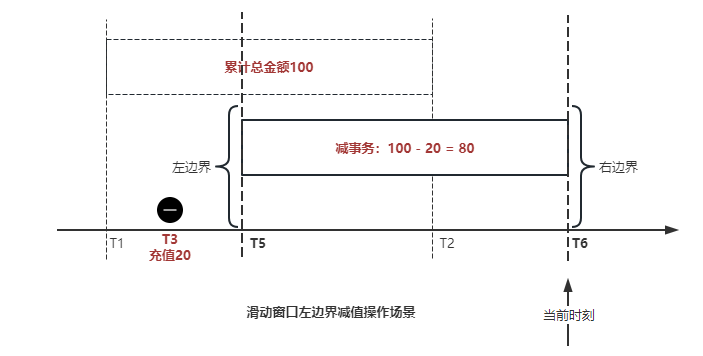 累计总金额100
减事务：100 - 20 = 80
左边界
右边界
T1
T3
充值20
T5
T2
T6
滑动窗口左边界减值操作场景
当前时刻